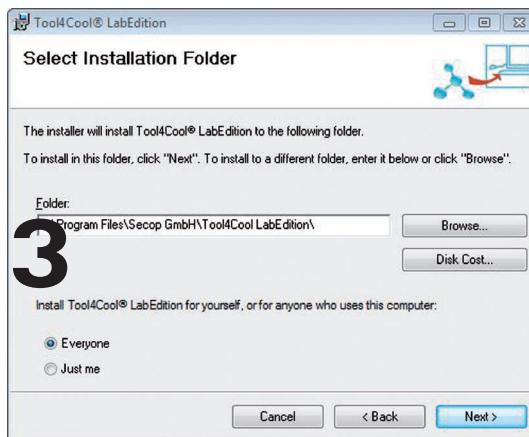 Tool4Cool® LabEdition
Select Installation Folder
The installer will install Tool4Cool® LabEdition to the following folder.
To install in this folder, click "Next". To install to a different folder, enter it below or click "Browse".
Folder:
\Program Files\Secop GmbH\Tool4Cool LabEdition\
Browse...
3
Disk Cost...
Install Tool4Cool® LabEdition for yourself, or for anyone who uses this computer:
Everyone
Just me
Cancel
< Back
Next >